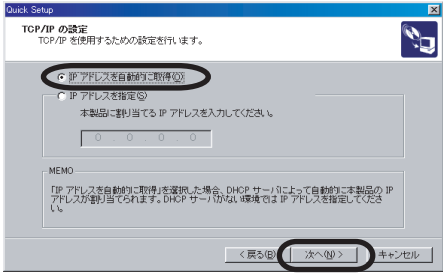 Quick Setup
TCP/IP の設定
TCP/IP を使用するための設定を行います。
IP アドレスを自動的に取得(O)
IP アドレスを指定(S)
本製品に割り当てる IP アドレスを入力してください。
0 . 0 . 0 . 0
MEMO
「IP アドレスを自動的に取得」を選択した場合、DHCP サーバによって自動的に本製品の IP
アドレスが割り当てられます。DHCP サーバがない環境では IP アドレスを指定してくださ
い。
< 戻る(B) 次へ(N) > キャンセル